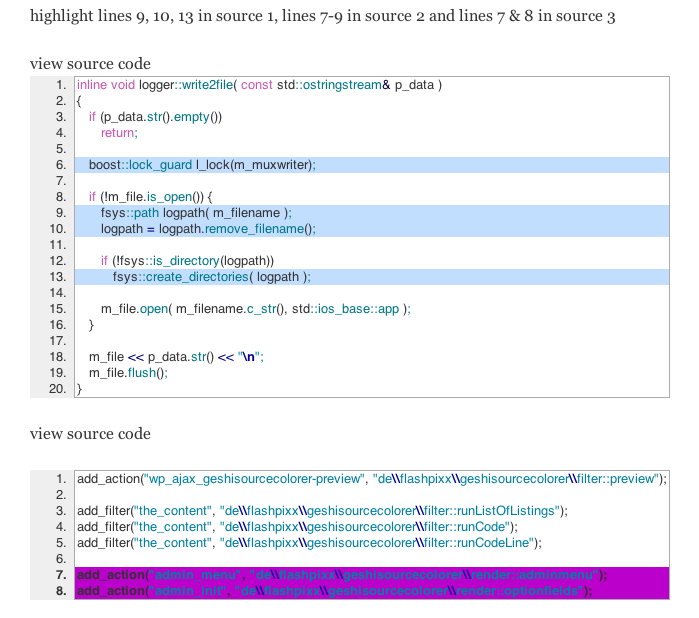 highlight lines 9, 10, 13 in source 1, lines 7-9 in source 2 and lines 7 & 8 in source 3
view source code
1. inline void logger::write2file( const std::ostringstream& p_data )
2. {
3. if (p_data.str().empty())
4. return;
5.
6. boost::lock_guard l_lock(m_muxwriter);
7.
8. if (!m_file.is_open()) {
9. fsys::path logpath( m_filename );
10. logpath = logpath.remove_filename();
11.
12. if (!fsys::is_directory(logpath))
13. fsys::create_directories( logpath );
14.
15. m_file.open( m_filename.c_str(), std::ios_base::app );
16. }
17.
18. m_file << p_data.str() << "\n";
19. m_file.flush();
20. }
view source code
1. add_action("wp_ajax_geshisourcecolorer-preview", "de\\flashpixx\\geshisourcecolorer\\filter::preview");
2.
3. add_filter("the_content", "de\\flashpixx\\geshisourcecolorer\\filter::runListOfListings");
4. add_filter("the_content", "de\\flashpixx\\geshisourcecolorer\\filter::runCode");
5. add_filter("the_content", "de\\flashpixx\\geshisourcecolorer\\filter::runCodeLine");
6.
7. add_action("admin_menu", "de\\flashpixx\\geshisourcecolorer\\render::adminmenu");
8. add_action("admin_init", "de\\flashpixx\\geshisourcecolorer\\render::optionfields");